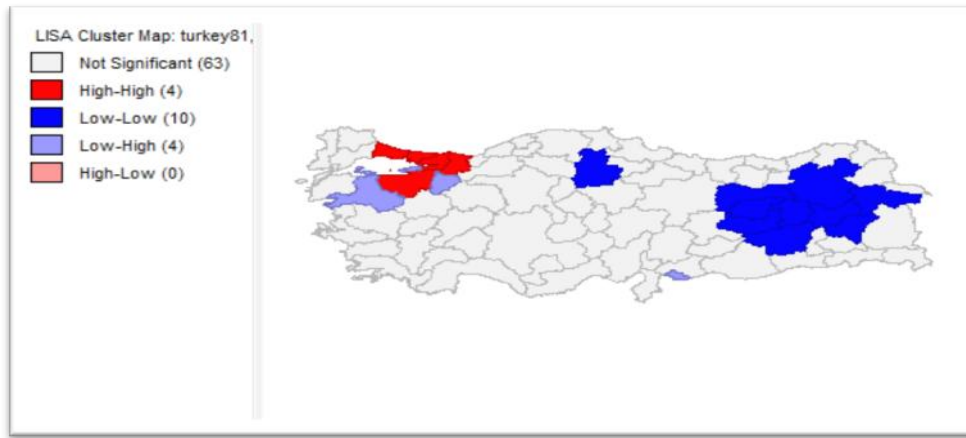 LISA Cluster Map: turkey81,
Not Significant (63)
High-High (4)
Low-Low (10)
Low-High (4)
High-Low (0)